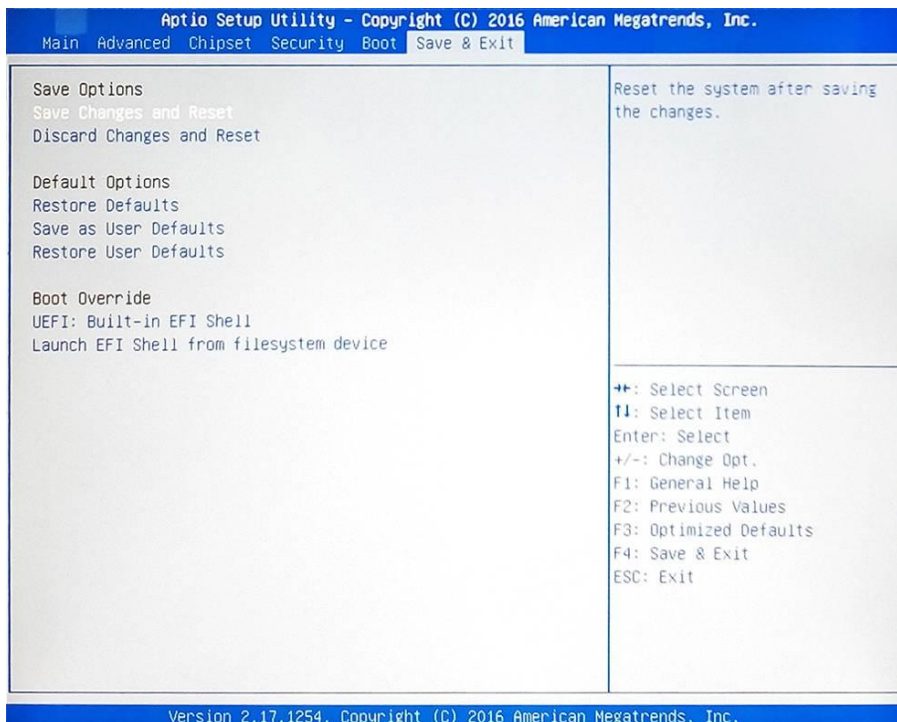 Aptio Setup Utility – Copyright (C) 2016 American Megatrends, Inc.
Main Advanced Chipset Security Boot Save & Exit
Save Options
Save Changes and Reset
Discard Changes and Reset
Default Options
Restore Defaults
Save as User Defaults
Restore User Defaults
Boot Override
UEFI: Built-in EFI Shell
Launch EFI Shell from filesystem device
Reset the system after saving
the changes.
→←: Select Screen
↑↓: Select Item
Enter: Select
+/-: Change Opt.
F1: General Help
F2: Previous Values
F3: Optimized Defaults
F4: Save & Exit
ESC: Exit
Version 2.17.1254. Copyright (C) 2016 American Megatrends, Inc.